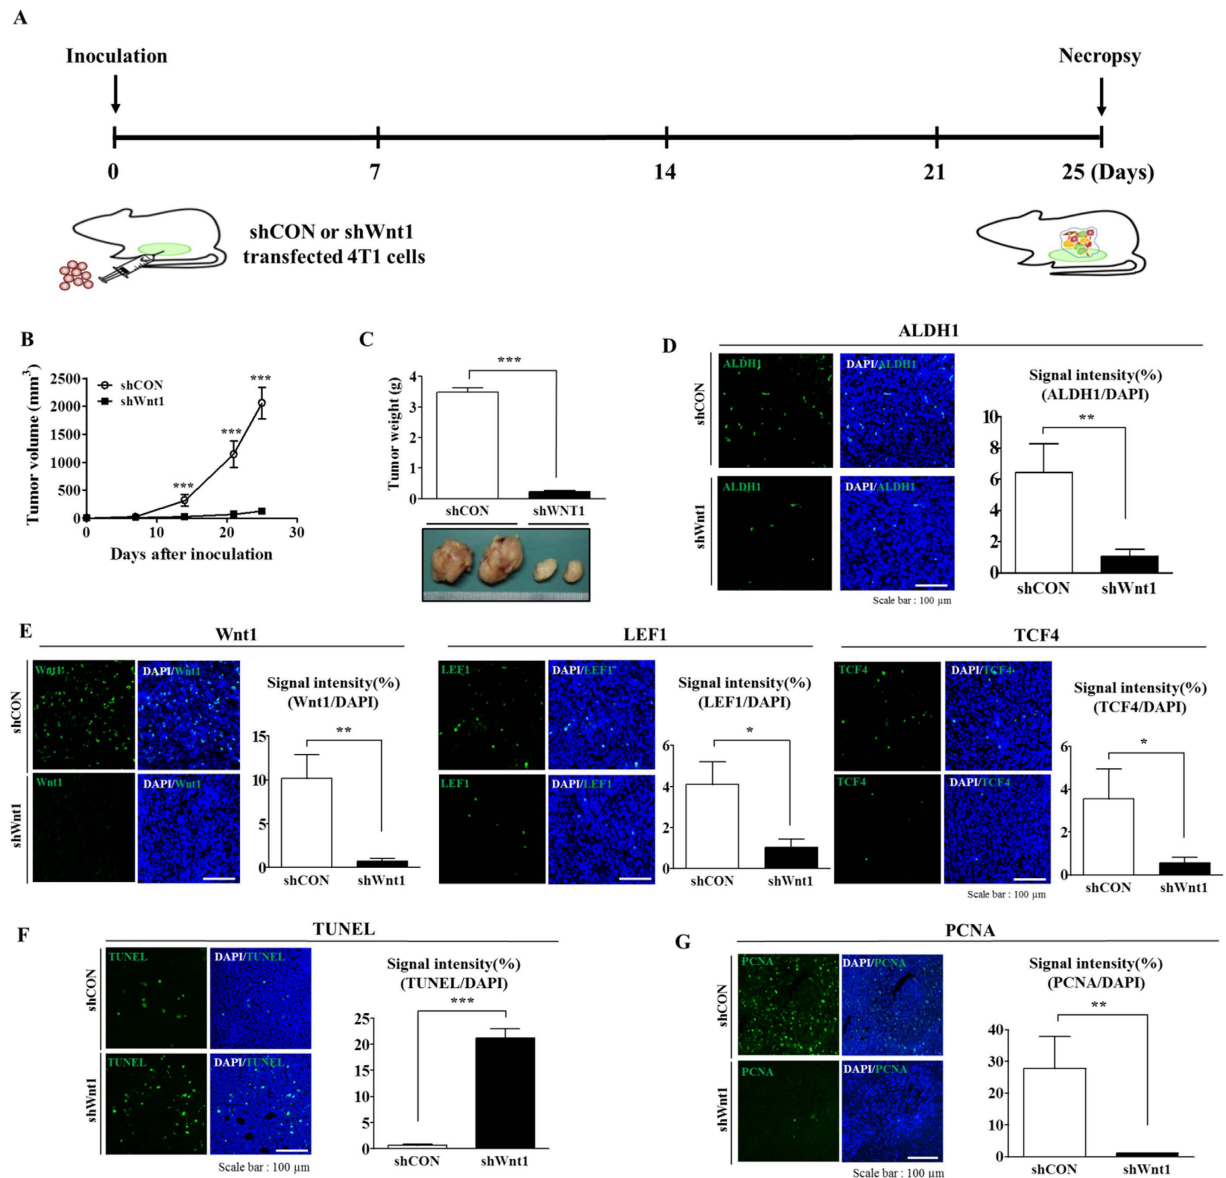 A
Inoculation
Necropsy
0
7
14
21
25 (Days)
shCON or shWnt1
transfected 4T1 cells
B
Tumor volume (mm³)
2500
2000
1500
1000
500
0
shCON
shWnt1
***
***
***
0
10
20
30
Days after inoculation
C
***
Tumor weight (g)
4
3
2
1
0
shCON
shWNT1
D
ALDH1
shCON
ALDH1
DAPI/ALDH1
shWnt1
ALDH1
DAPI/ALDH1
Scale bar : 100 µm
Signal intensity(%)
(ALDH1/DAPI)
**
10
8
6
4
2
0
shCON
shWnt1
E
Wnt1
shCON
Wnt1
DAPI/Wnt1
shWnt1
Wnt1
DAPI/Wnt1
Signal intensity(%)
(Wnt1/DAPI)
**
15
10
5
0
shCON
shWnt1
LEF1
LEF1
DAPI/LEF1
LEF1
DAPI/LEF1
Signal intensity(%)
(LEF1/DAPI)
*
6
4
2
0
shCON
shWnt1
TCF4
TCF4
DAPI/TCF4
TCF4
DAPI/TCF4
Scale bar : 100 µm
Signal intensity(%)
(TCF4/DAPI)
*
6
4
2
0
shCON
shWnt1
F
TUNEL
shCON
TUNEL
DAPI/TUNEL
shWnt1
TUNEL
DAPI/TUNEL
Scale bar : 100 µm
Signal intensity(%)
(TUNEL/DAPI)
***
25
20
15
10
5
0
shCON
shWnt1
G
PCNA
shCON
PCNA
DAPI/PCNA
shWnt1
PCNA
DAPI/PCNA
Scale bar : 100 µm
Signal intensity(%)
(PCNA/DAPI)
**
40
30
20
10
0
shCON
shWnt1